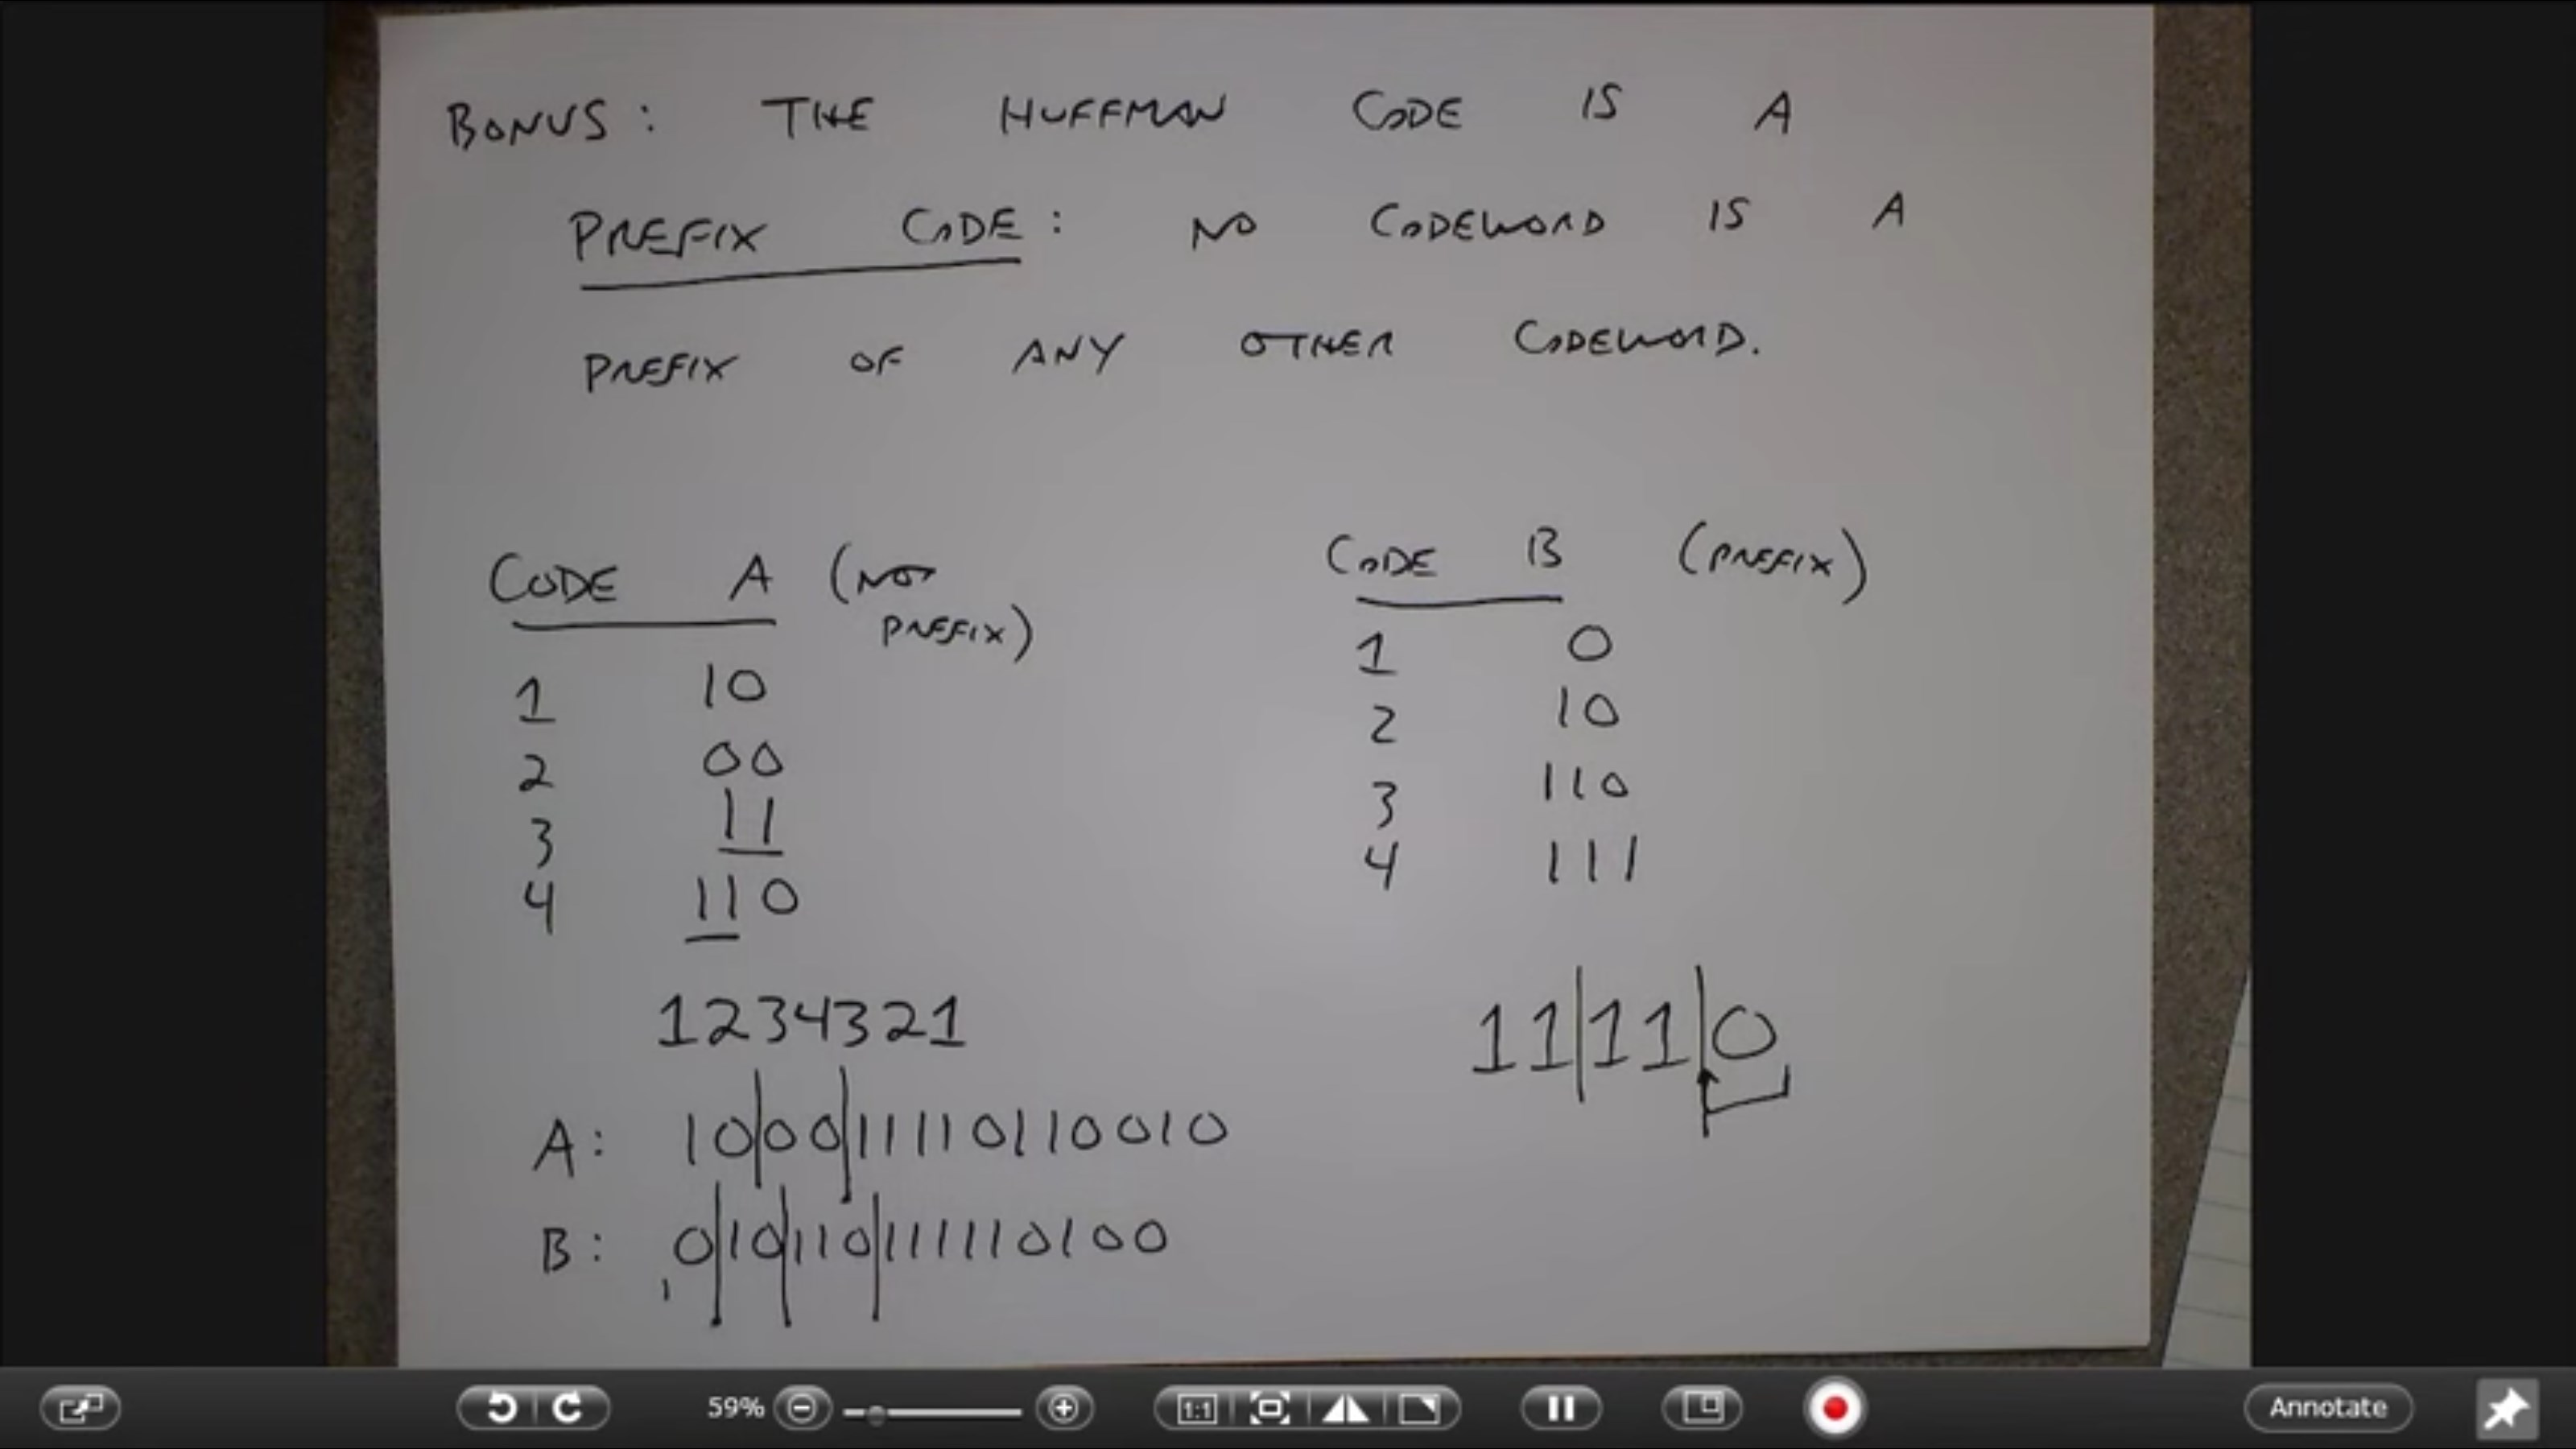 BONUS: THE HUFFMAN CODE IS A
PREFIX CODE: NO CODEWORD IS A
PREFIX OF ANY OTHER CODEWORD.
CODE A (NOT
PREFIX)
1 10
2 00
3 11
4 110
CODE B (PREFIX)
1 0
2 10
3 110
4 111
1234321
A: 10|00|11110110010
B: 0|10|110|111110100
11|11|0
59%
1:1
Annotate